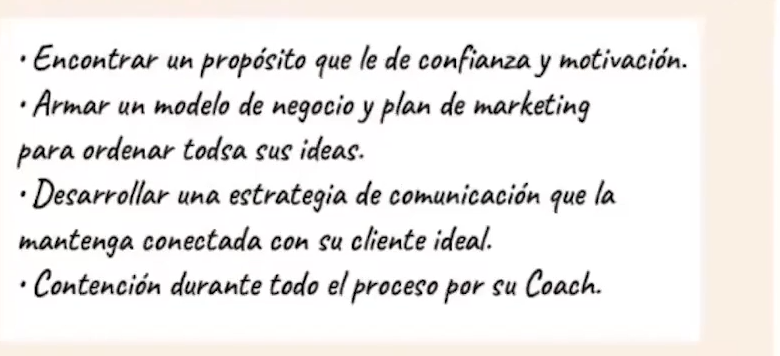 · Encontrar un propósito que le de confianza y motivación.
· Armar un modelo de negocio y plan de marketing
para ordenar todsa sus ideas.
· Desarrollar una estrategia de comunicación que la
mantenga conectada con su cliente ideal.
· Contención durante todo el proceso por su Coach.